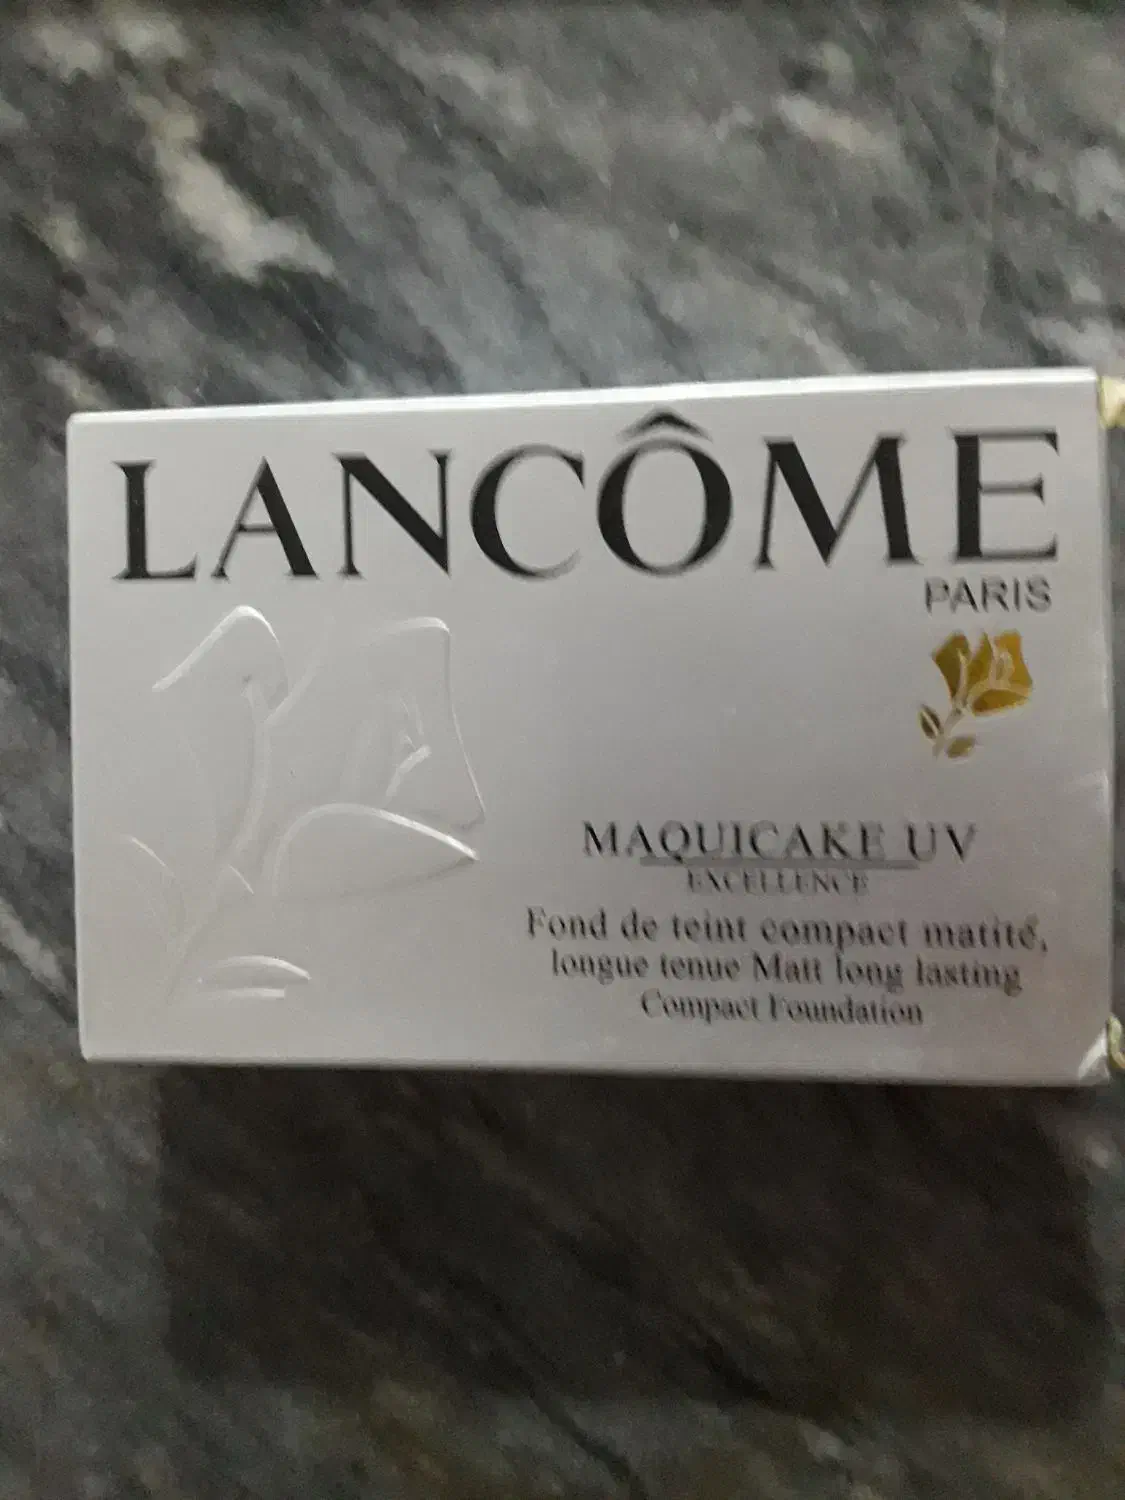 LANCÔME
PARIS
MAQUICAKE UV
EXCELLENCE
Fond de teint compact matité,
longue tenue Matt long lasting
Compact Foundation